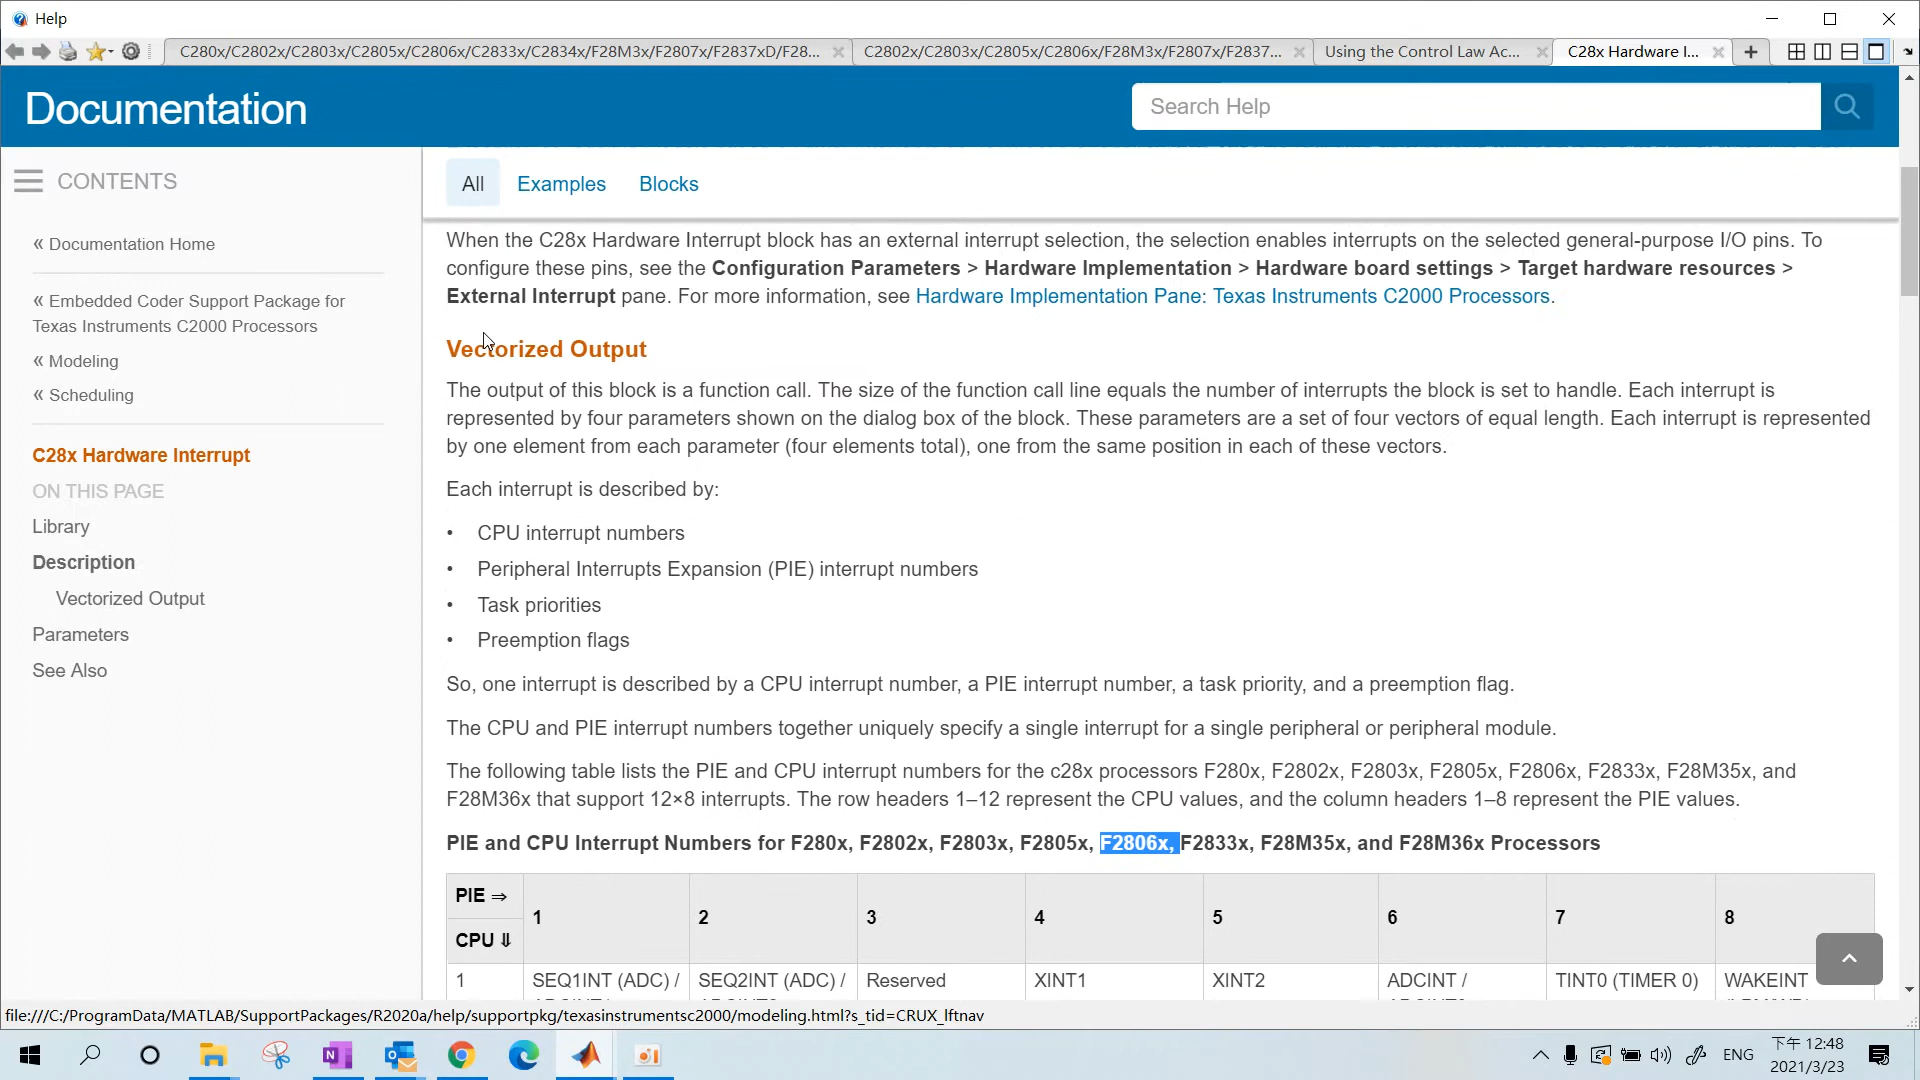 Help
C280x/C2802x/C2803x/C2805x/C2806x/C2833x/C2834x/F28M3x/F2807x/F2837xD/F28...
C2802x/C2803x/C2805x/C2806x/F28M3x/F2807x/F2837...
Using the Control Law Ac...
C28x Hardware I...
Documentation
Search Help
CONTENTS
All
Examples
Blocks
« Documentation Home
« Embedded Coder Support Package for
Texas Instruments C2000 Processors
« Modeling
« Scheduling
C28x Hardware Interrupt
ON THIS PAGE
Library
Description
Vectorized Output
Parameters
See Also
When the C28x Hardware Interrupt block has an external interrupt selection, the selection enables interrupts on the selected general-purpose I/O pins. To
configure these pins, see the Configuration Parameters > Hardware Implementation > Hardware board settings > Target hardware resources >
External Interrupt pane. For more information, see Hardware Implementation Pane: Texas Instruments C2000 Processors.
Vectorized Output
The output of this block is a function call. The size of the function call line equals the number of interrupts the block is set to handle. Each interrupt is
represented by four parameters shown on the dialog box of the block. These parameters are a set of four vectors of equal length. Each interrupt is represented
by one element from each parameter (four elements total), one from the same position in each of these vectors.
Each interrupt is described by:
• CPU interrupt numbers
• Peripheral Interrupts Expansion (PIE) interrupt numbers
• Task priorities
• Preemption flags
So, one interrupt is described by a CPU interrupt number, a PIE interrupt number, a task priority, and a preemption flag.
The CPU and PIE interrupt numbers together uniquely specify a single interrupt for a single peripheral or peripheral module.
The following table lists the PIE and CPU interrupt numbers for the c28x processors F280x, F2802x, F2803x, F2805x, F2806x, F2833x, F28M35x, and
F28M36x that support 12×8 interrupts. The row headers 1–12 represent the CPU values, and the column headers 1–8 represent the PIE values.
PIE and CPU Interrupt Numbers for F280x, F2802x, F2803x, F2805x, F2806x, F2833x, F28M35x, and F28M36x Processors
PIE ⇒
CPU ⇓
1 2 3 4 5 6 7 8
1 SEQ1INT (ADC) / SEQ2INT (ADC) / Reserved XINT1 XINT2 ADCINT / TINT0 (TIMER 0) WAKEINT
file:///C:/ProgramData/MATLAB/SupportPackages/R2020a/help/supportpkg/texasinstrumentsc2000/modeling.html?s_tid=CRUX_lftnav
ENG
下午 12:48
2021/3/23